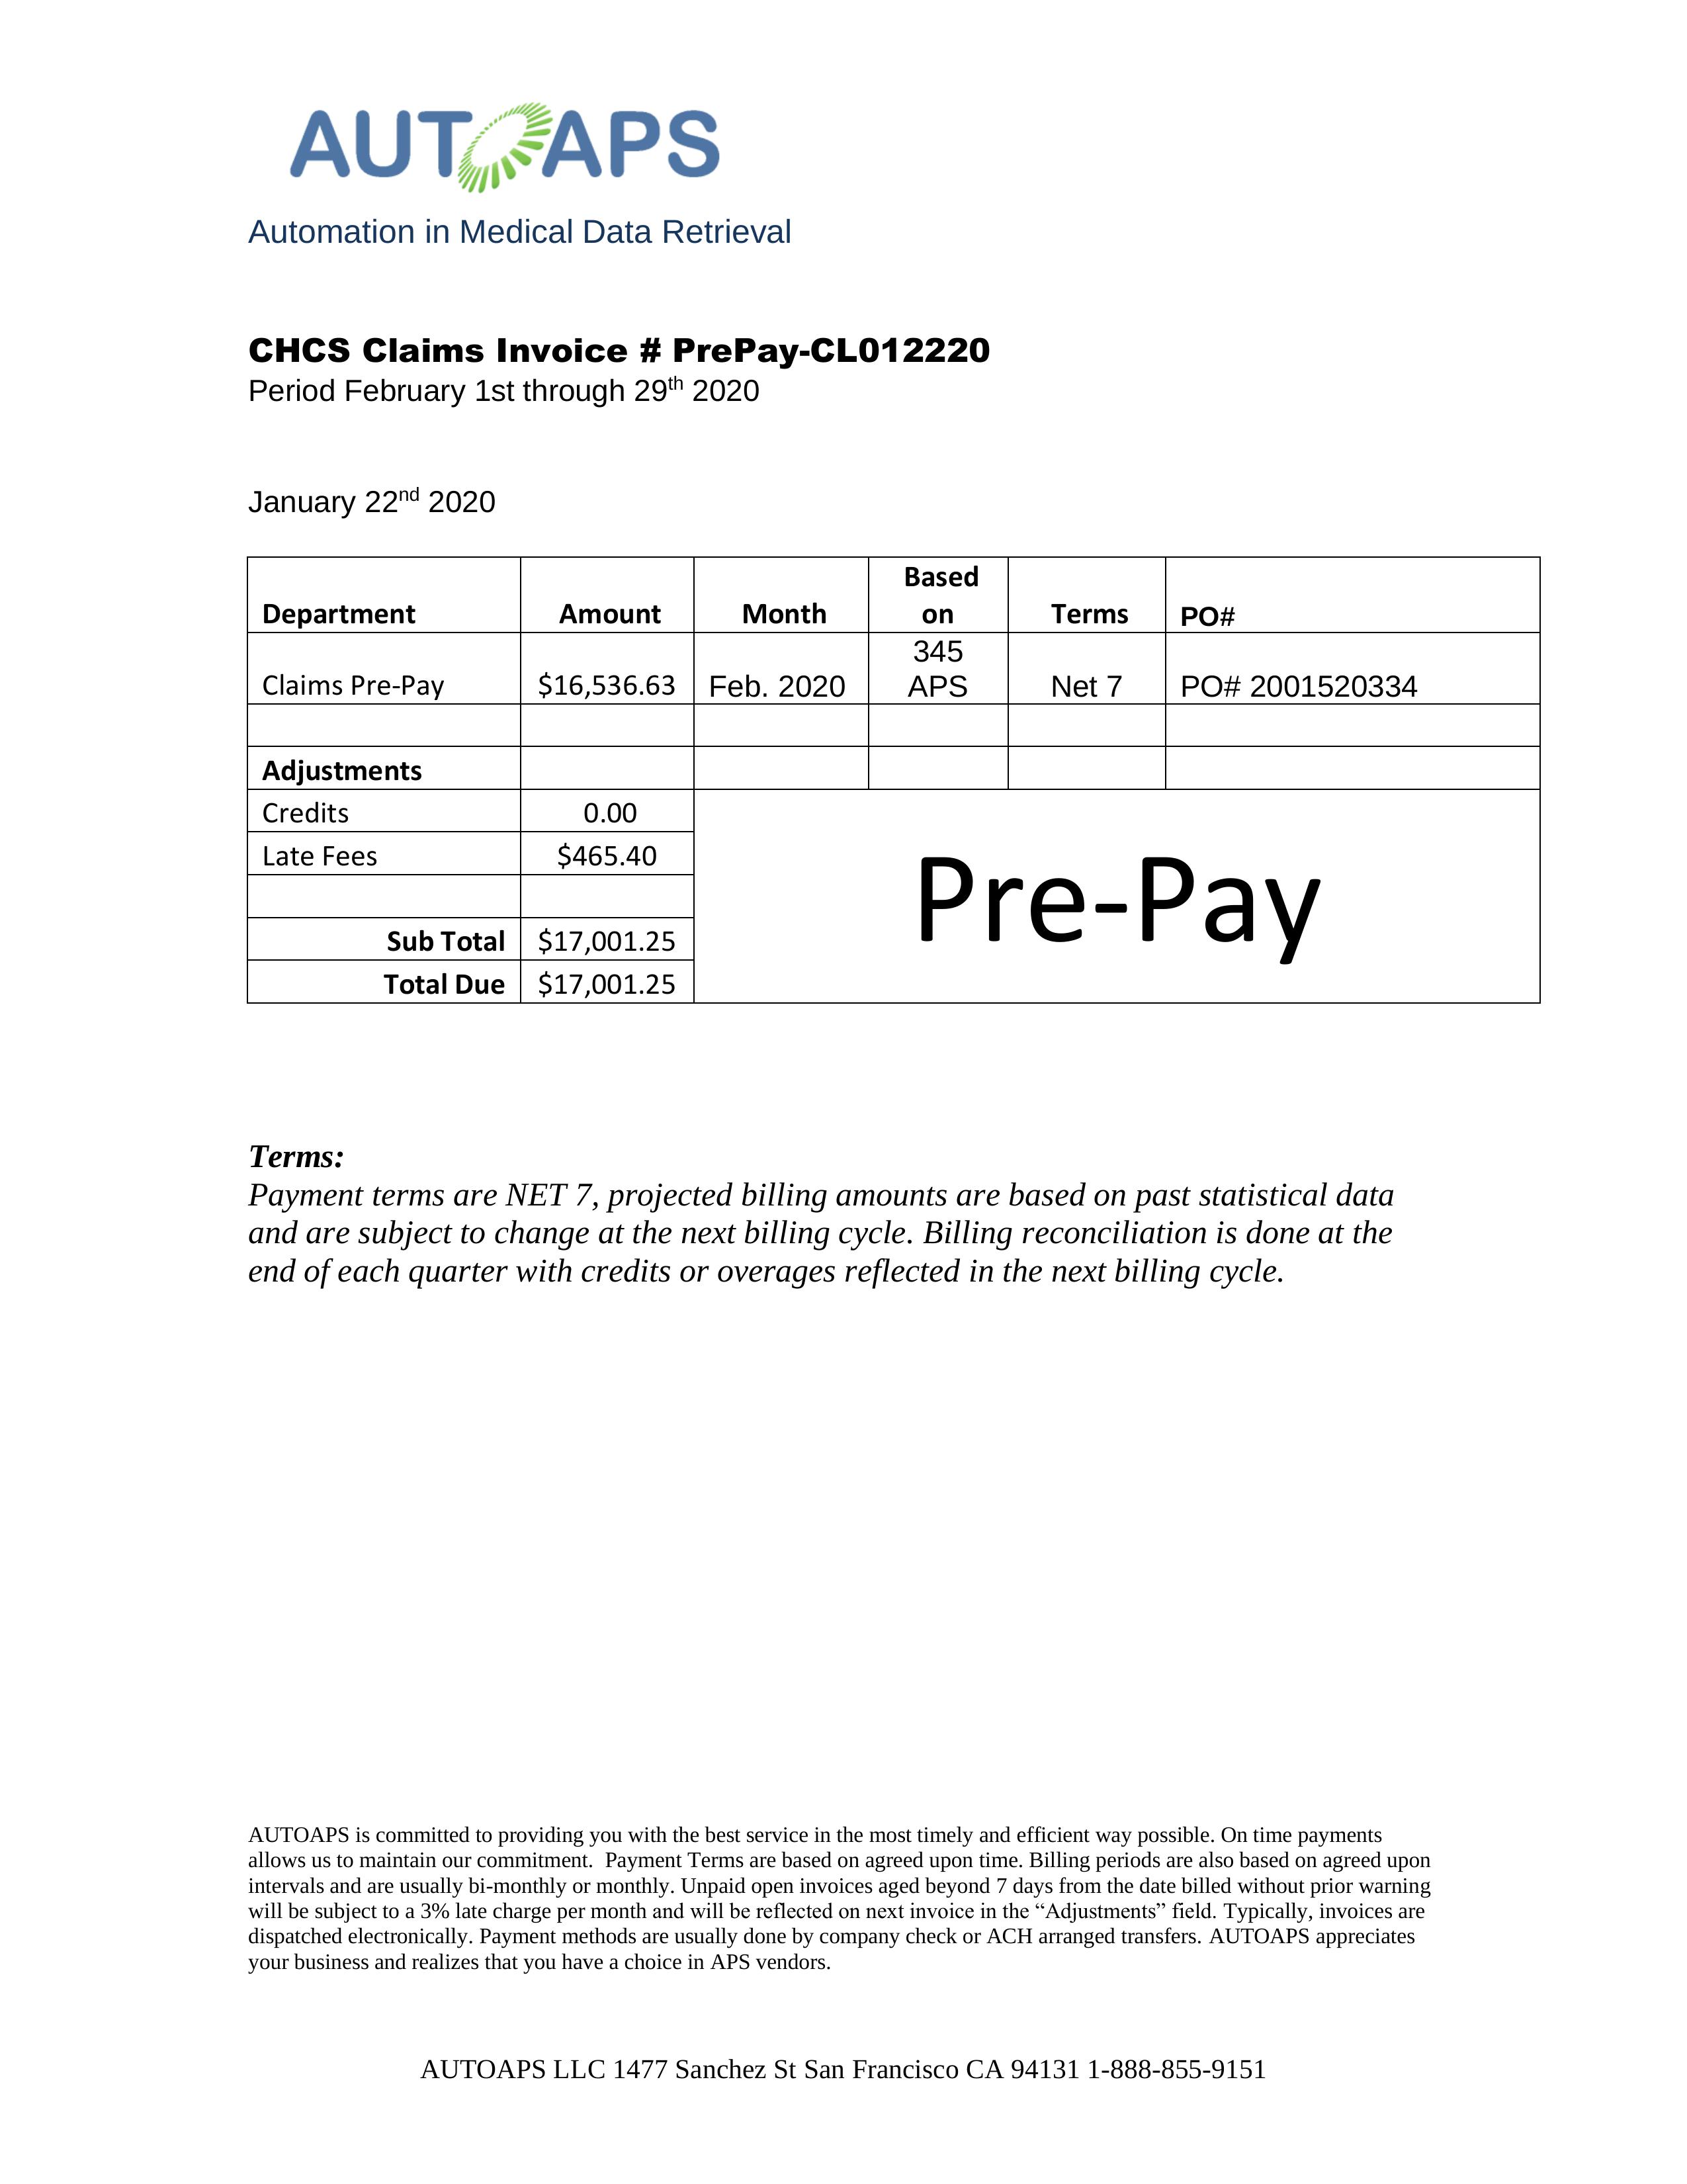 AUTOAPS
Automation in Medical Data Retrieval
CHCS Claims Invoice # PrePay-CL012220
Period February 1st through 29th 2020
January 22nd 2020
Department Amount Month Based on Terms PO#
Claims Pre-Pay $16,536.63 Feb. 2020 345 APS Net 7 PO# 2001520334
Adjustments
Credits 0.00
Late Fees $465.40
Pre-Pay
Sub Total $17,001.25
Total Due $17,001.25
Terms:
Payment terms are NET 7, projected billing amounts are based on past statistical data
and are subject to change at the next billing cycle. Billing reconciliation is done at the
end of each quarter with credits or overages reflected in the next billing cycle.
AUTOAPS is committed to providing you with the best service in the most timely and efficient way possible. On time payments
allows us to maintain our commitment. Payment Terms are based on agreed upon time. Billing periods are also based on agreed upon
intervals and are usually bi-monthly or monthly. Unpaid open invoices aged beyond 7 days from the date billed without prior warning
will be subject to a 3% late charge per month and will be reflected on next invoice in the “Adjustments” field. Typically, invoices are
dispatched electronically. Payment methods are usually done by company check or ACH arranged transfers. AUTOAPS appreciates
your business and realizes that you have a choice in APS vendors.
AUTOAPS LLC 1477 Sanchez St San Francisco CA 94131 1-888-855-9151